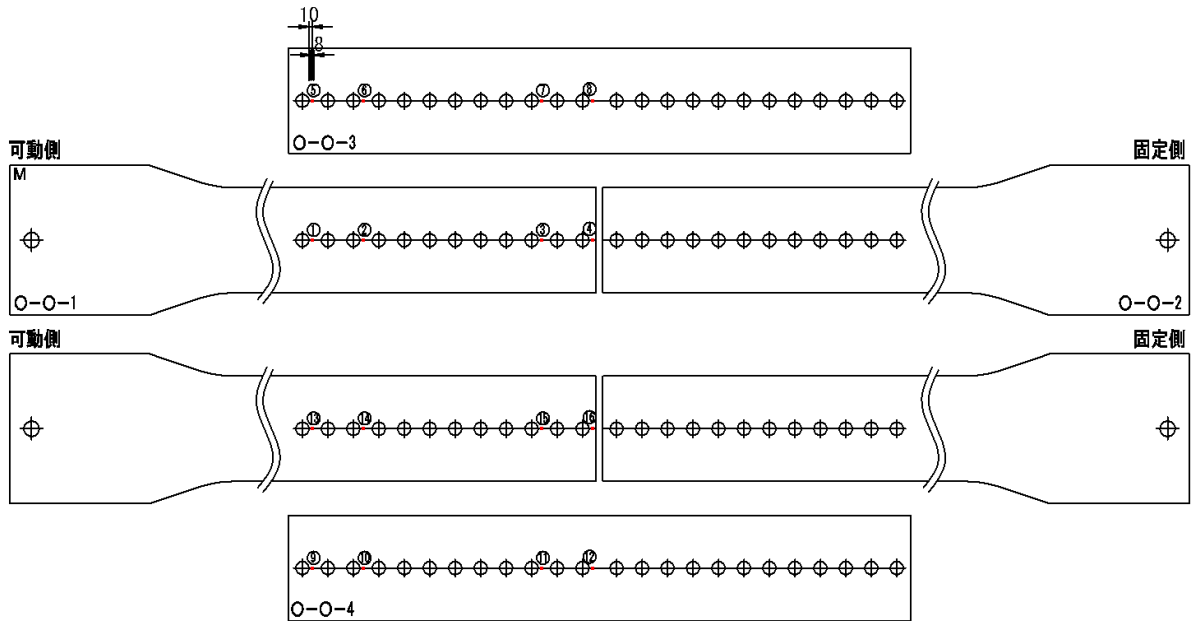 10
8
⑤ ⑥ ⑦ ⑧
○-○-3
可動側 固定側
M
① ② ③ ④
○-○-1 ○-○-2
可動側 固定側
⑬ ⑭ ⑮ ⑯
⑨ ⑩ ⑪ ⑫
○-○-4